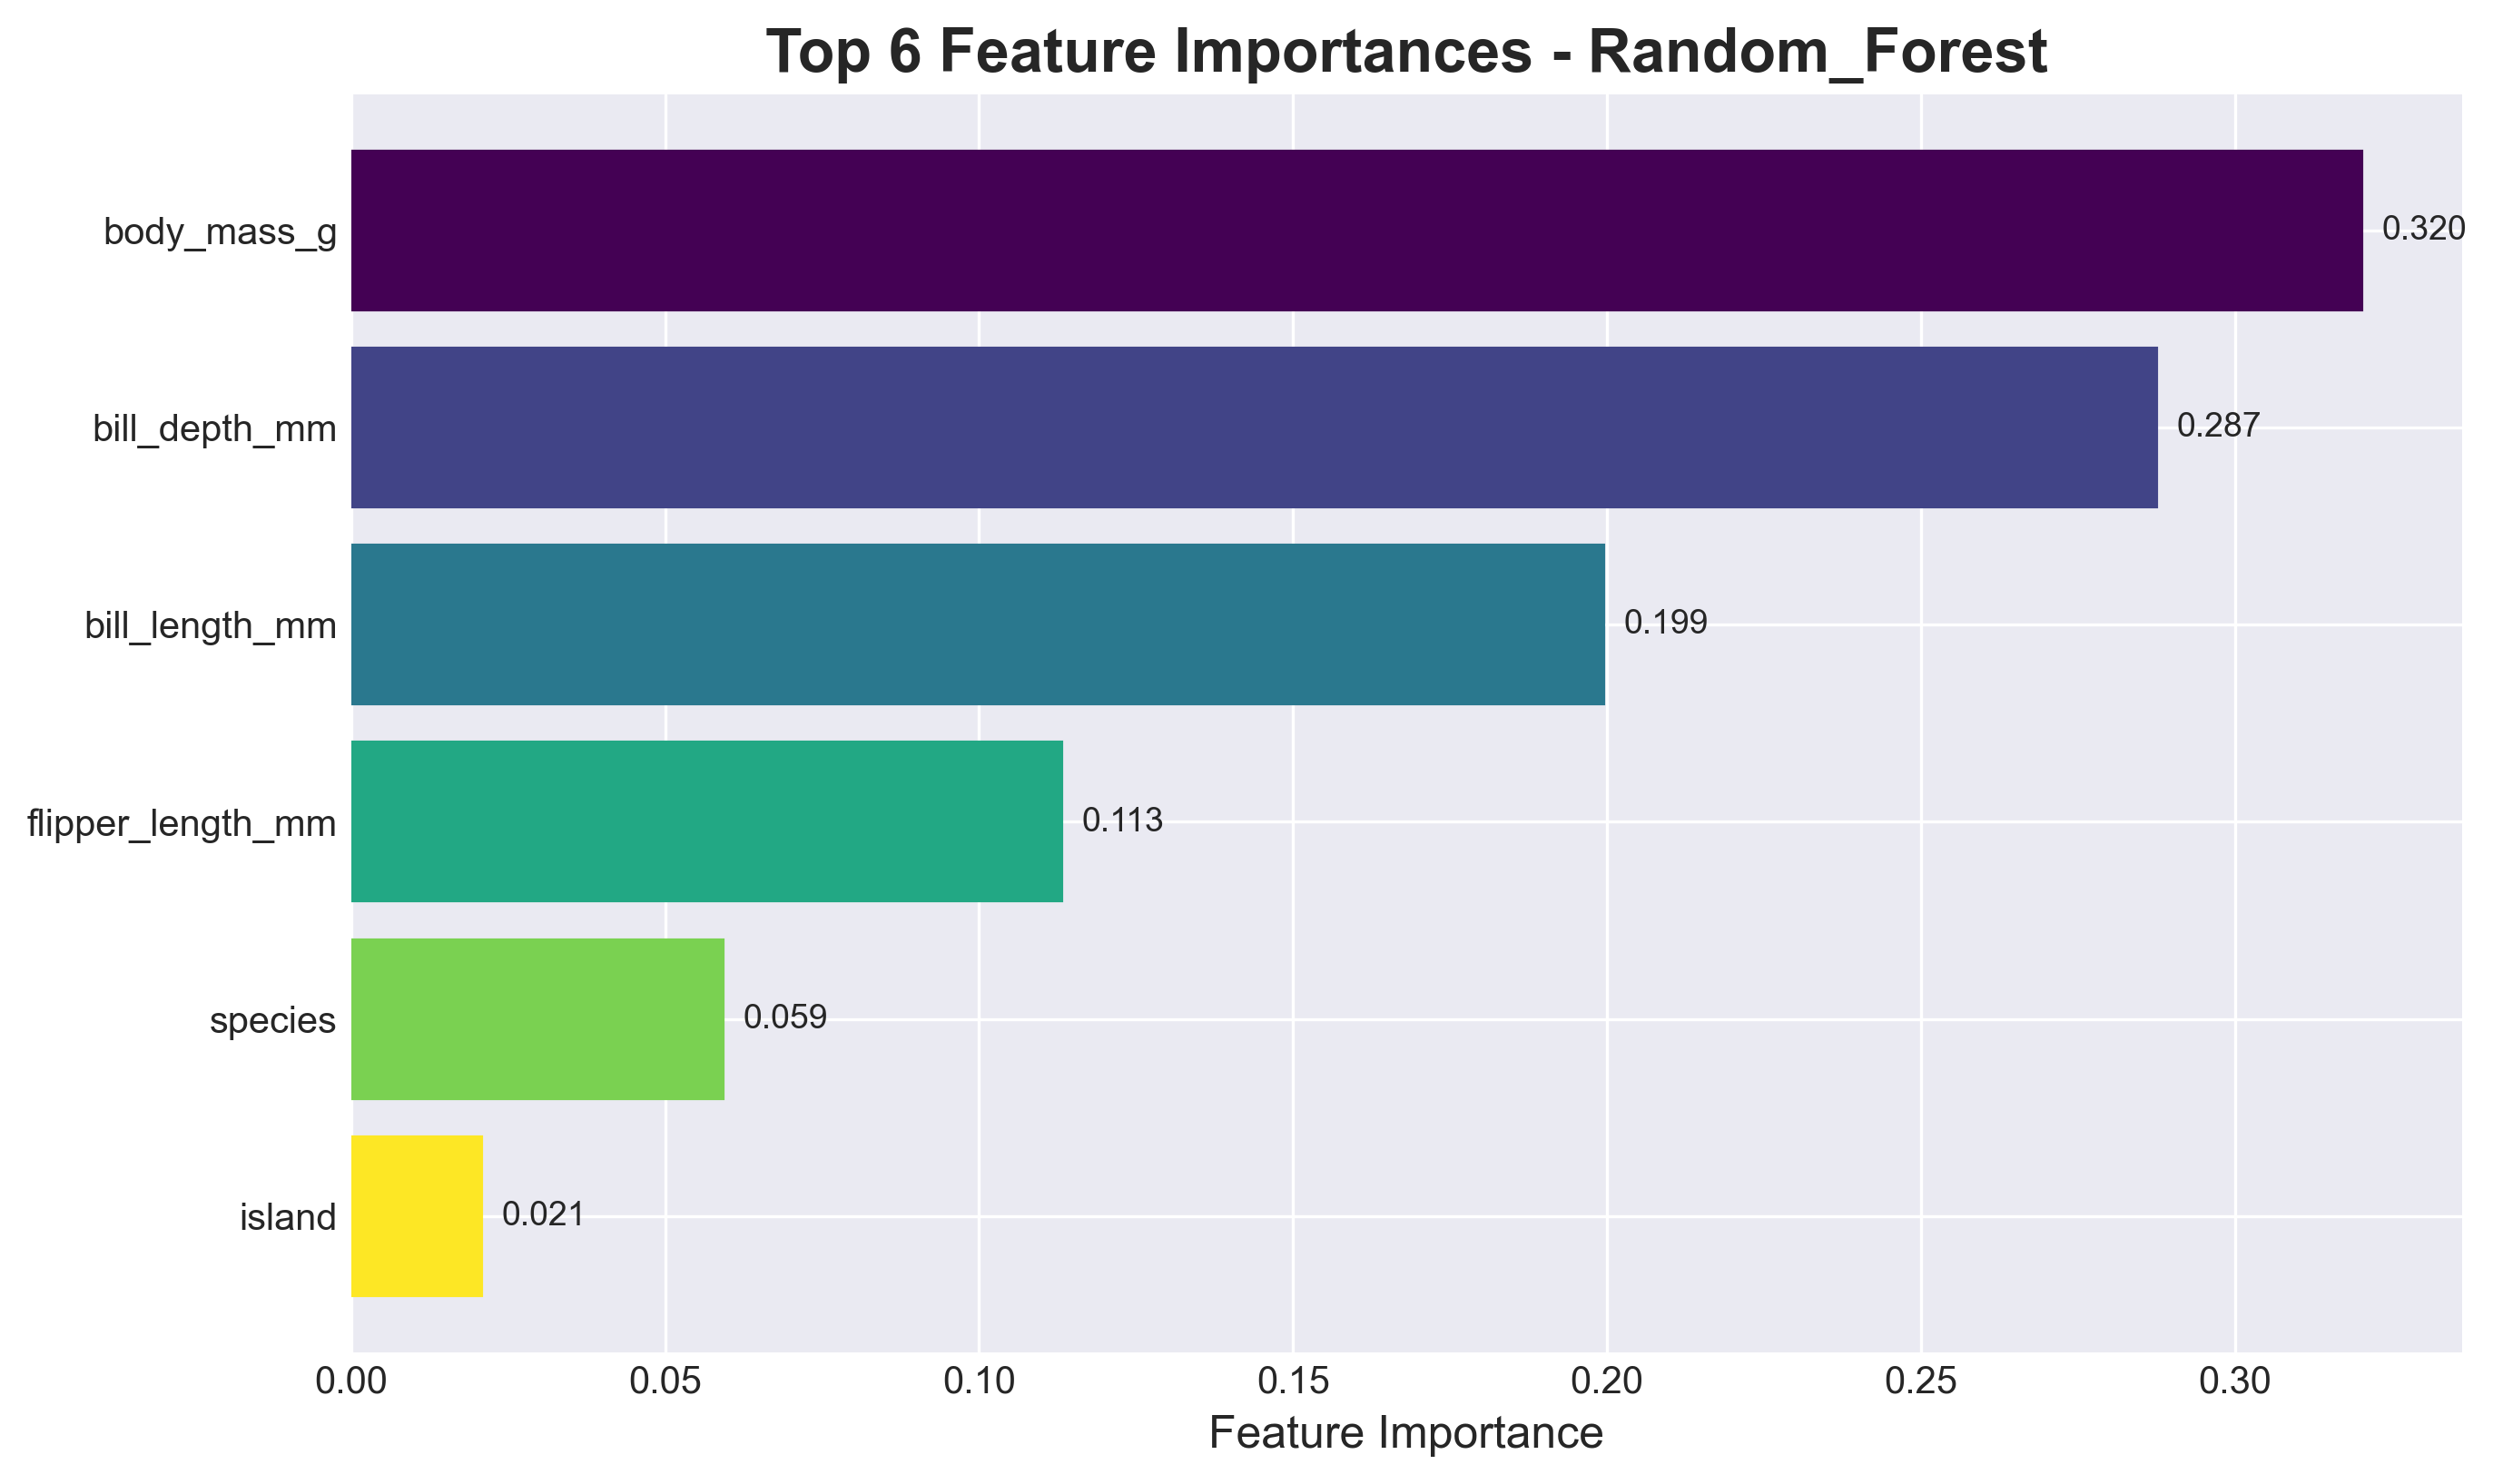 Top 6 Feature Importances - Random_Forest
body_mass_g
0.320
bill_depth_mm
0.287
bill_length_mm
0.199
flipper_length_mm
0.113
species
0.059
island
0.021
0.00 0.05 0.10 0.15 0.20 0.25 0.30
Feature Importance